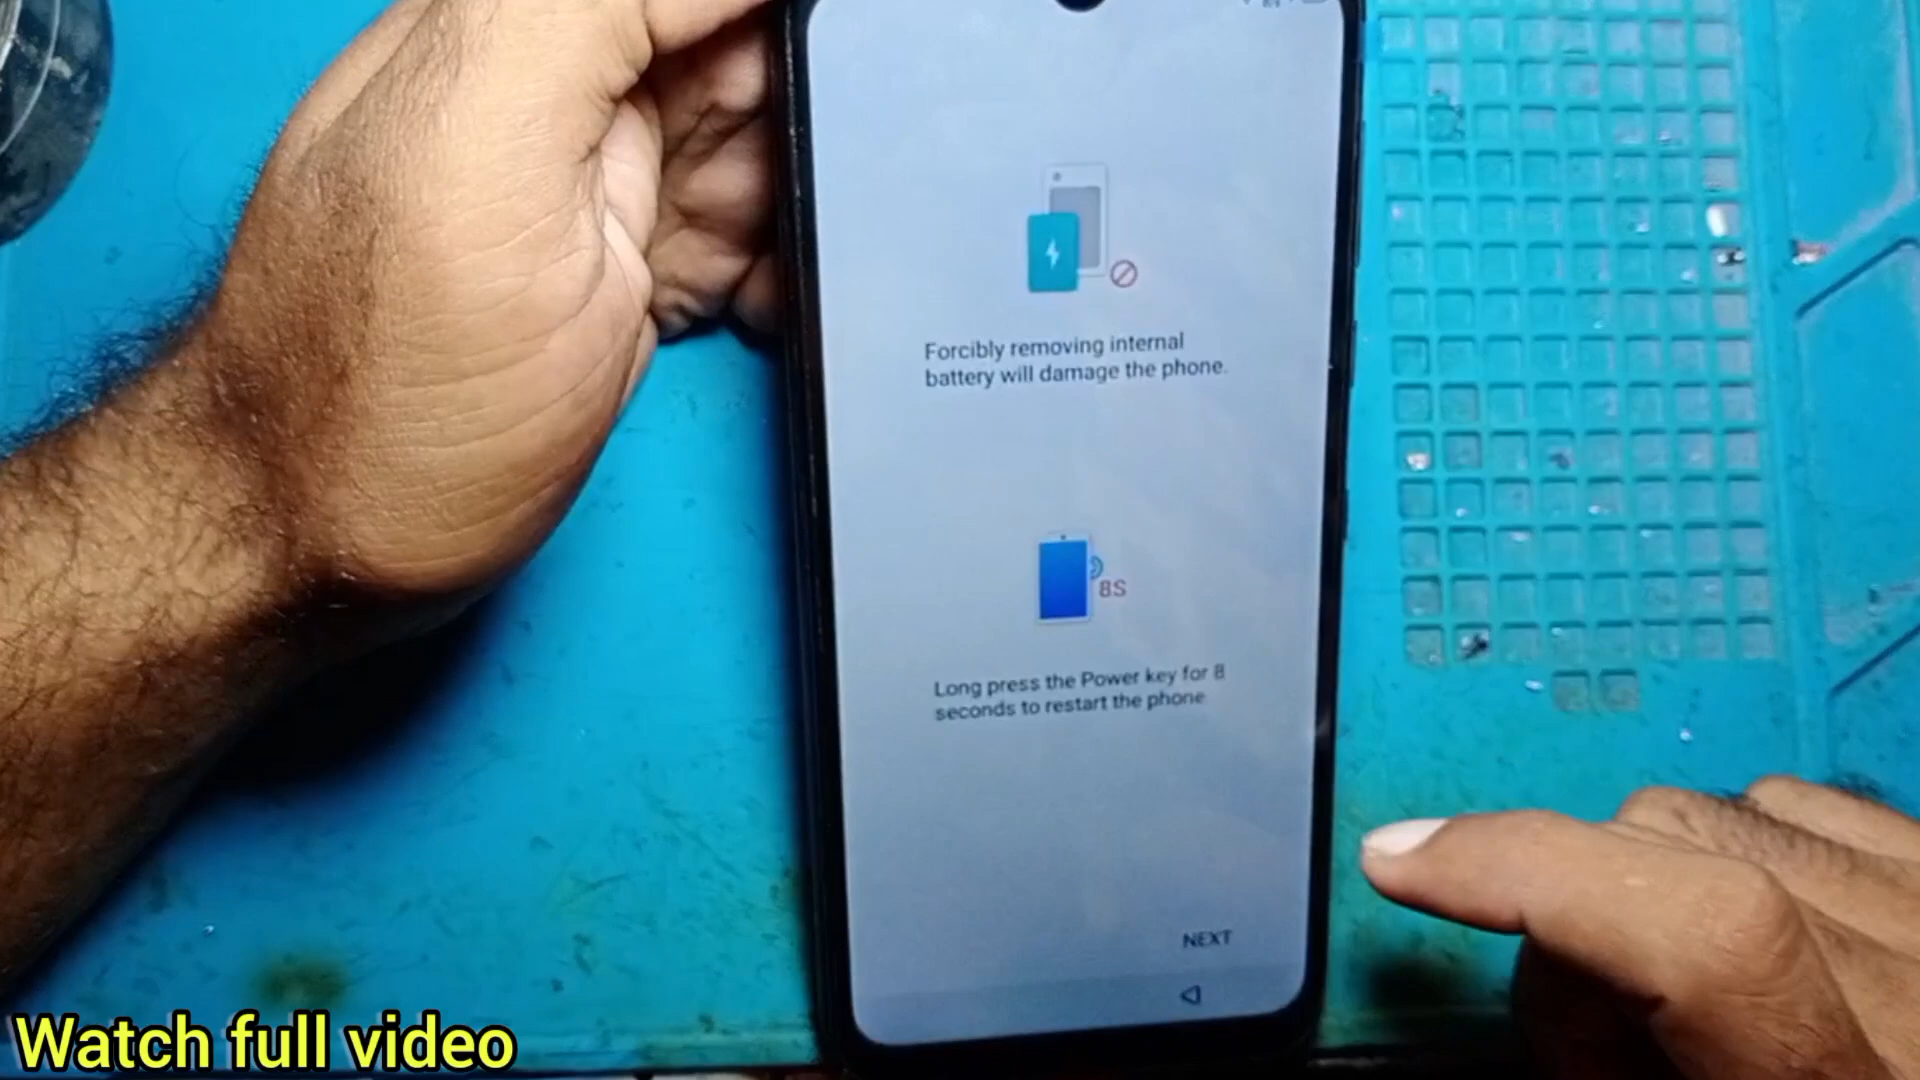 Forcibly removing internal
battery will damage the phone.
8S
Long press the Power key for 8
seconds to restart the phone
NEXT
Watch full video